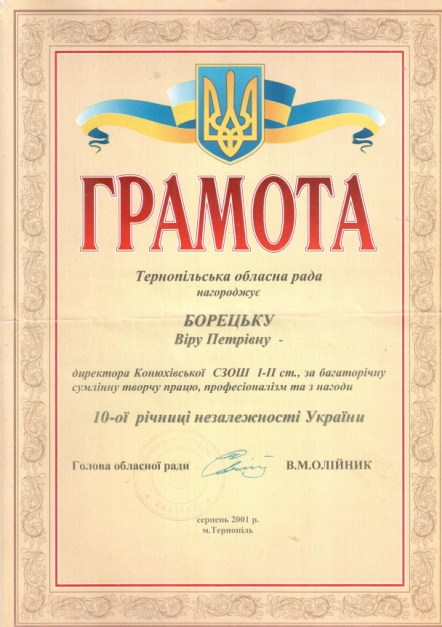 ГРАМОТА
Тернопільська обласна рада
нагороджує
БОРЕЦЬКУ
Віру Петрівну -
директора Конюхівської СЗОШ І-ІІ ст., за багаторічну
сумлінну творчу працю, професіоналізм та з нагоди
10-ої річниці незалежності України
Голова обласної ради В.М.ОЛІЙНИК
серпень 2001 р.
м.Тернопіль